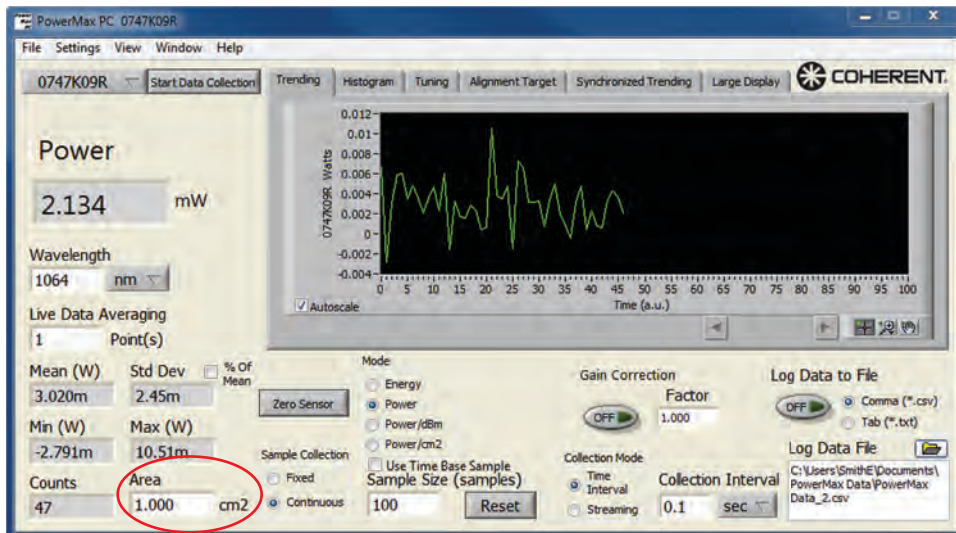 PowerMax PC 0747K09R
File Settings View Window Help
0747K09R Start Data Collection
Trending Histogram Tuning Alignment Target Synchronized Trending Large Display
COHERENT.
Power
2.134 mW
Wavelength
1064 nm
Live Data Averaging
1 Point(s)
Mean (W) Std Dev % Of Mean
3.020m 2.45m
Min (W) Max (W)
-2.791m 10.51m
Counts Area
47 1.000 cm2
0747K09R Watts
0.012
0.01
0.008
0.006
0.004
0.002
0
-0.002
-0.004
0 5 10 15 20 25 30 35 40 45 50 55 60 65 70 75 80 85 90 95 100
Time (a.u.)
Autoscale
Zero Sensor
Mode
Energy
Power
Power/dBm
Power/cm2
Sample Collection
Fixed
Continuous
Use Time Base Sample
Sample Size (samples)
100 Reset
Gain Correction
OFF
Factor
1.000
Collection Mode
Time Interval
Streaming
Collection Interval
0.1 sec
Log Data to File
OFF
Comma (*.csv)
Tab (*.txt)
Log Data File
C:\Users\SmithE\Documents\
PowerMax Data\PowerMax
Data_2.csv